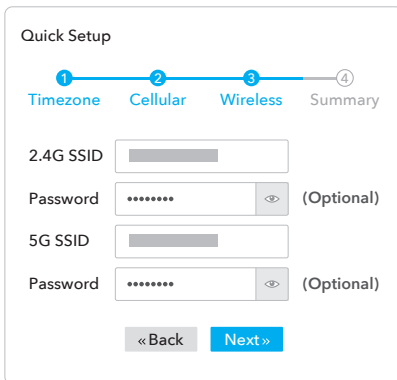 Quick Setup
1 2 3 4
Timezone Cellular Wireless Summary
2.4G SSID
Password •••••••• (Optional)
5G SSID
Password •••••••• (Optional)
«Back Next»